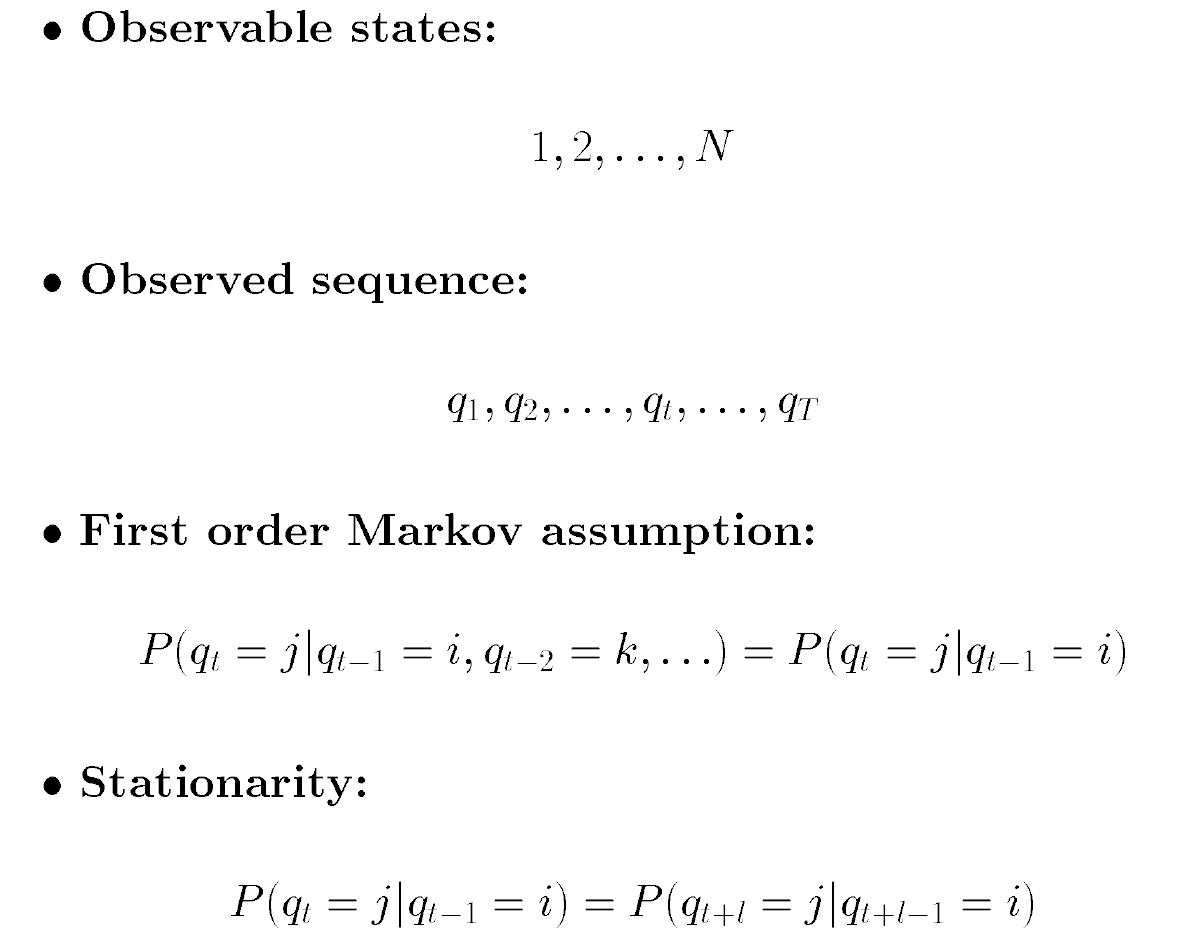 • Observable states:
1, 2, . . . , N
• Observed sequence:
q₁, q₂, . . . , qₜ, . . . , q_T
• First order Markov assumption:
P(qₜ = j|qₜ₋₁ = i, qₜ₋₂ = k, . . .) = P(qₜ = j|qₜ₋₁ = i)
• Stationarity:
P(qₜ = j|qₜ₋₁ = i) = P(qₜ₊ₗ = j|qₜ₊ₗ₋₁ = i)